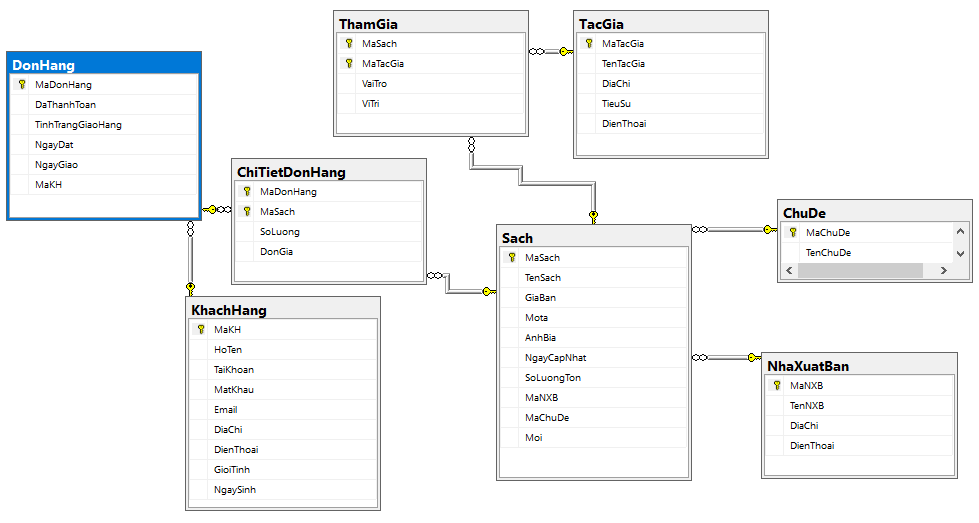 ThamGia
MaSach
MaTacGia
VaiTro
ViTri
TacGia
MaTacGia
TenTacGia
DiaChi
TieuSu
DienThoai
DonHang
MaDonHang
DaThanhToan
TinhTrangGiaoHang
NgayDat
NgayGiao
MaKH
ChiTietDonHang
MaDonHang
MaSach
SoLuong
DonGia
ChuDe
MaChuDe
TenChuDe
Sach
MaSach
TenSach
GiaBan
Mota
AnhBia
NgayCapNhat
SoLuongTon
MaNXB
MaChuDe
Moi
KhachHang
MaKH
HoTen
TaiKhoan
MatKhau
Email
DiaChi
DienThoai
GioiTinh
NgaySinh
NhaXuatBan
MaNXB
TenNXB
DiaChi
DienThoai